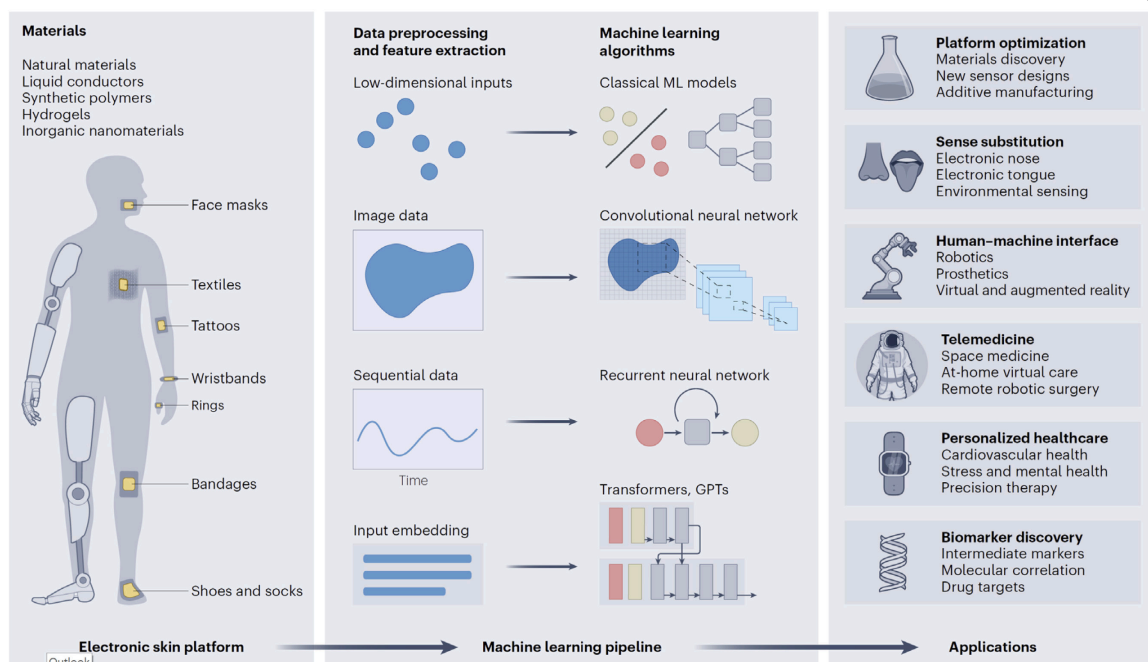 Materials
Natural materials
Liquid conductors
Synthetic polymers
Hydrogels
Inorganic nanomaterials
Face masks
Textiles
Tattoos
Wristbands
Rings
Bandages
Shoes and socks
Electronic skin platform
Data preprocessing
and feature extraction
Low-dimensional inputs
Image data
Sequential data
Time
Input embedding
Machine learning
algorithms
Classical ML models
Convolutional neural network
Recurrent neural network
Transformers, GPTs
Machine learning pipeline
Platform optimization
Materials discovery
New sensor designs
Additive manufacturing
Sense substitution
Electronic nose
Electronic tongue
Environmental sensing
Human–machine interface
Robotics
Prosthetics
Virtual and augmented reality
Telemedicine
Space medicine
At-home virtual care
Remote robotic surgery
Personalized healthcare
Cardiovascular health
Stress and mental health
Precision therapy
Biomarker discovery
Intermediate markers
Molecular correlation
Drug targets
Applications
Outlook